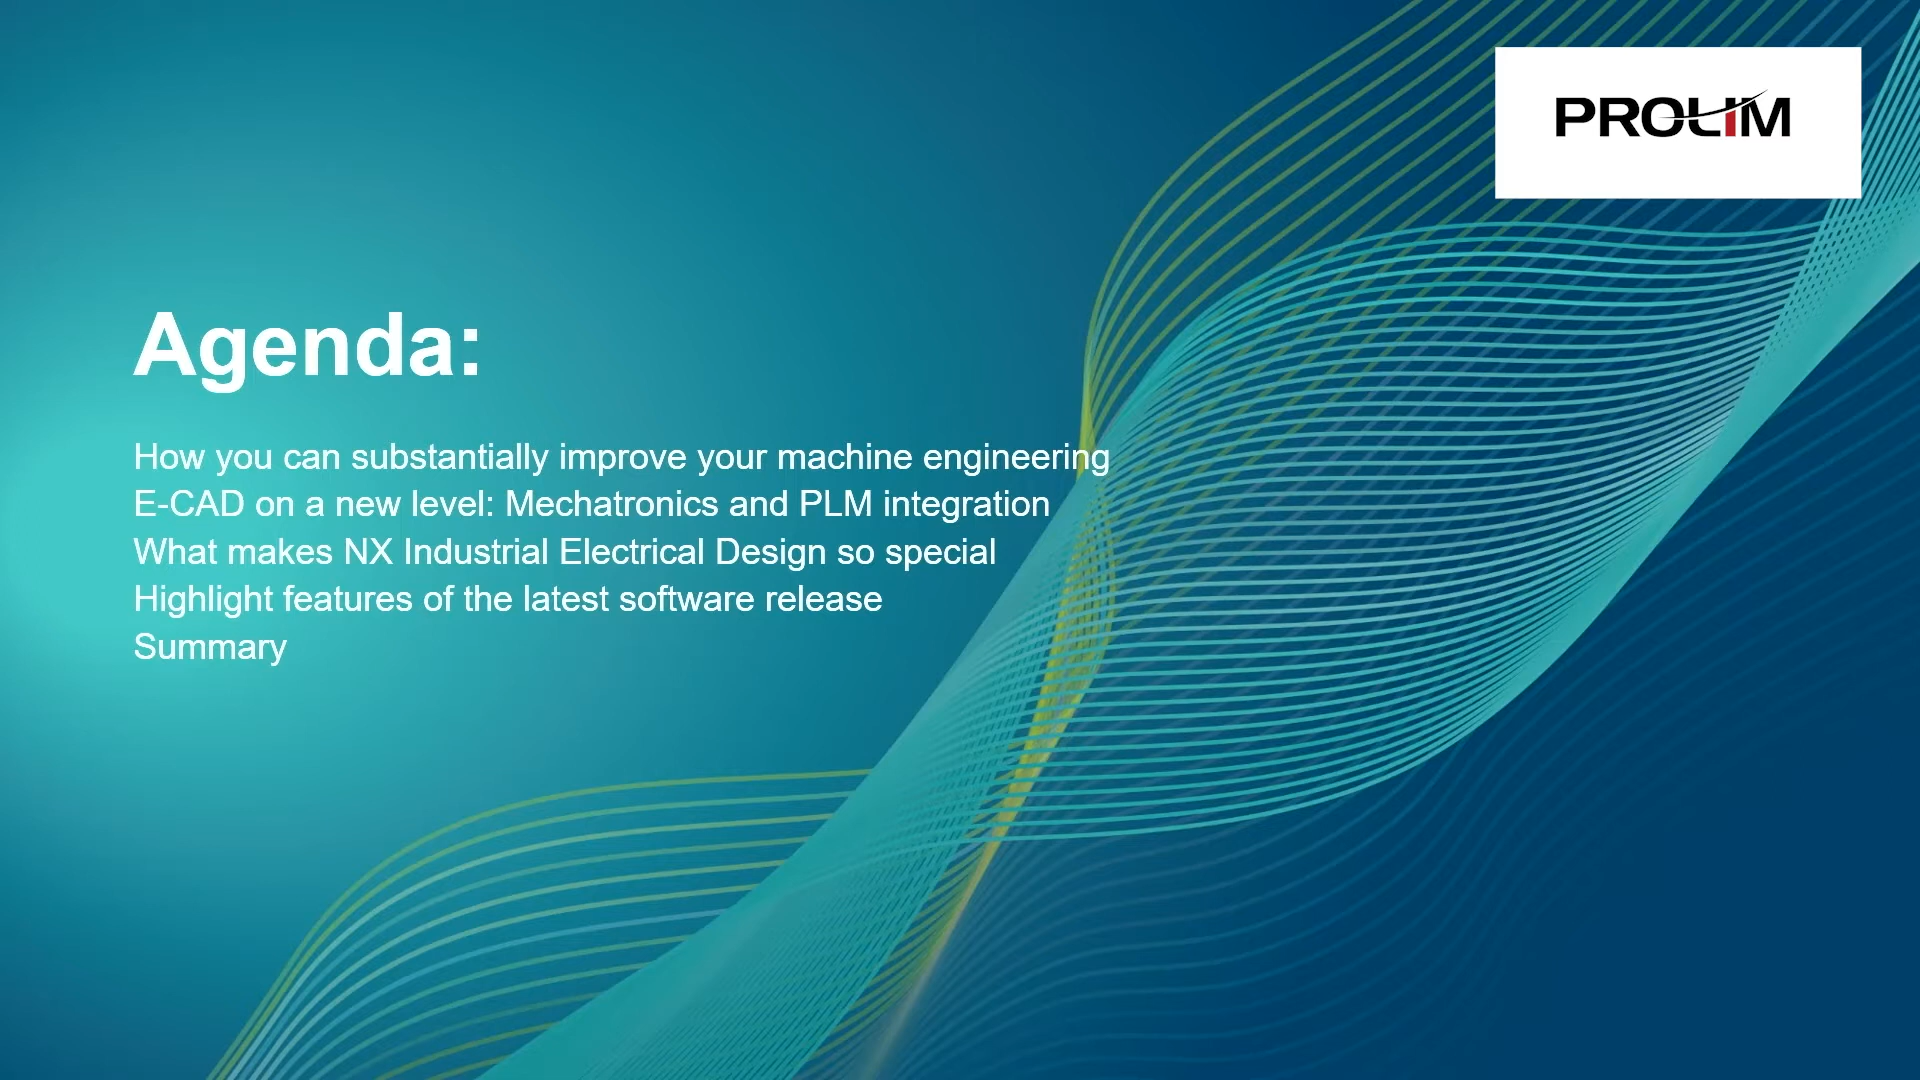 PROLIM
Agenda:
How you can substantially improve your machine engineering
E-CAD on a new level: Mechatronics and PLM integration
What makes NX Industrial Electrical Design so special
Highlight features of the latest software release
Summary